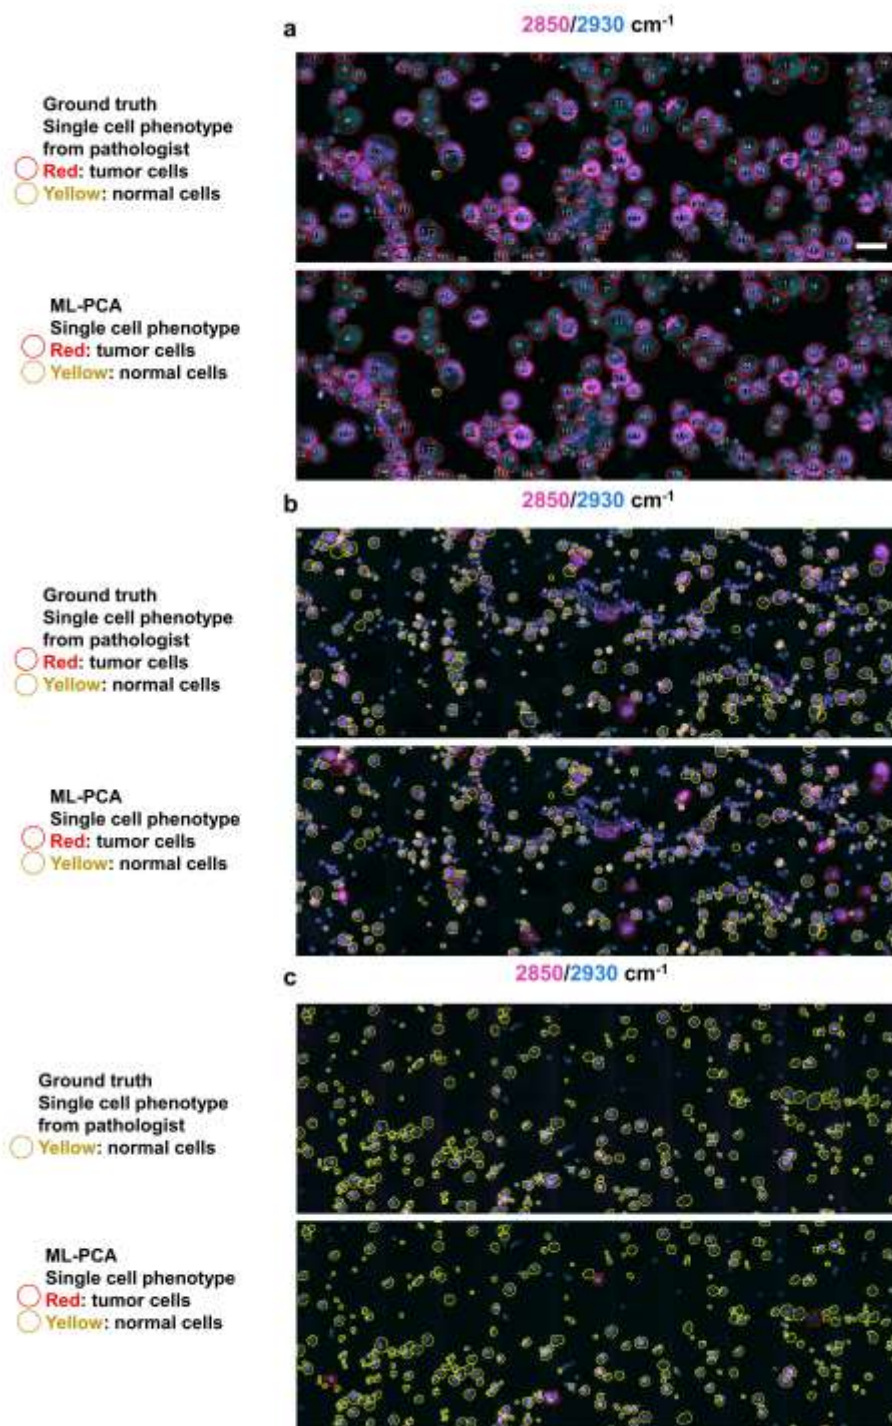 a
2850/2930 cm-1
Ground truth
Single cell phenotype
from pathologist
Red: tumor cells
Yellow: normal cells
ML-PCA
Single cell phenotype
Red: tumor cells
Yellow: normal cells
b
2850/2930 cm-1
Ground truth
Single cell phenotype
from pathologist
Red: tumor cells
Yellow: normal cells
ML-PCA
Single cell phenotype
Red: tumor cells
Yellow: normal cells
c
2850/2930 cm-1
Ground truth
Single cell phenotype
from pathologist
Yellow: normal cells
ML-PCA
Single cell phenotype
Red: tumor cells
Yellow: normal cells